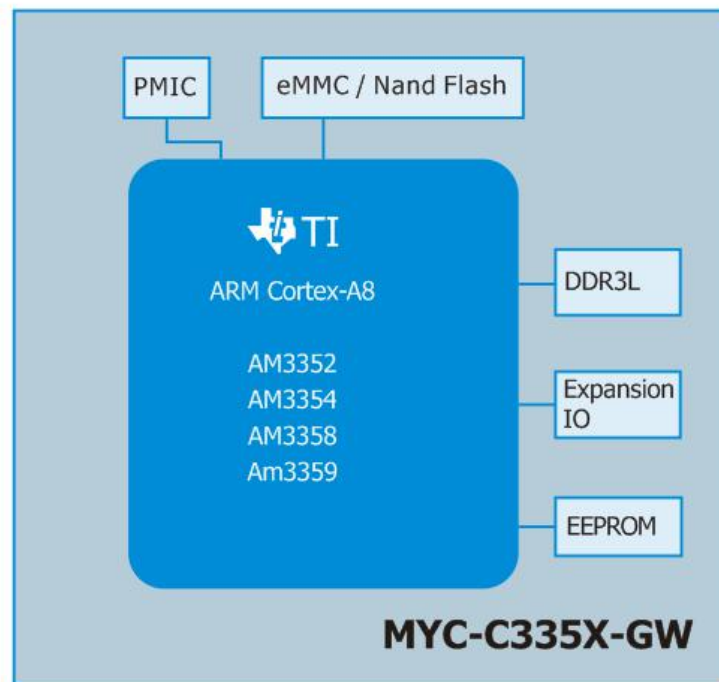 PMIC
eMMC / Nand Flash
TI
ARM Cortex-A8
AM3352
AM3354
AM3358
Am3359
DDR3L
Expansion
IO
EEPROM
MYC-C335X-GW